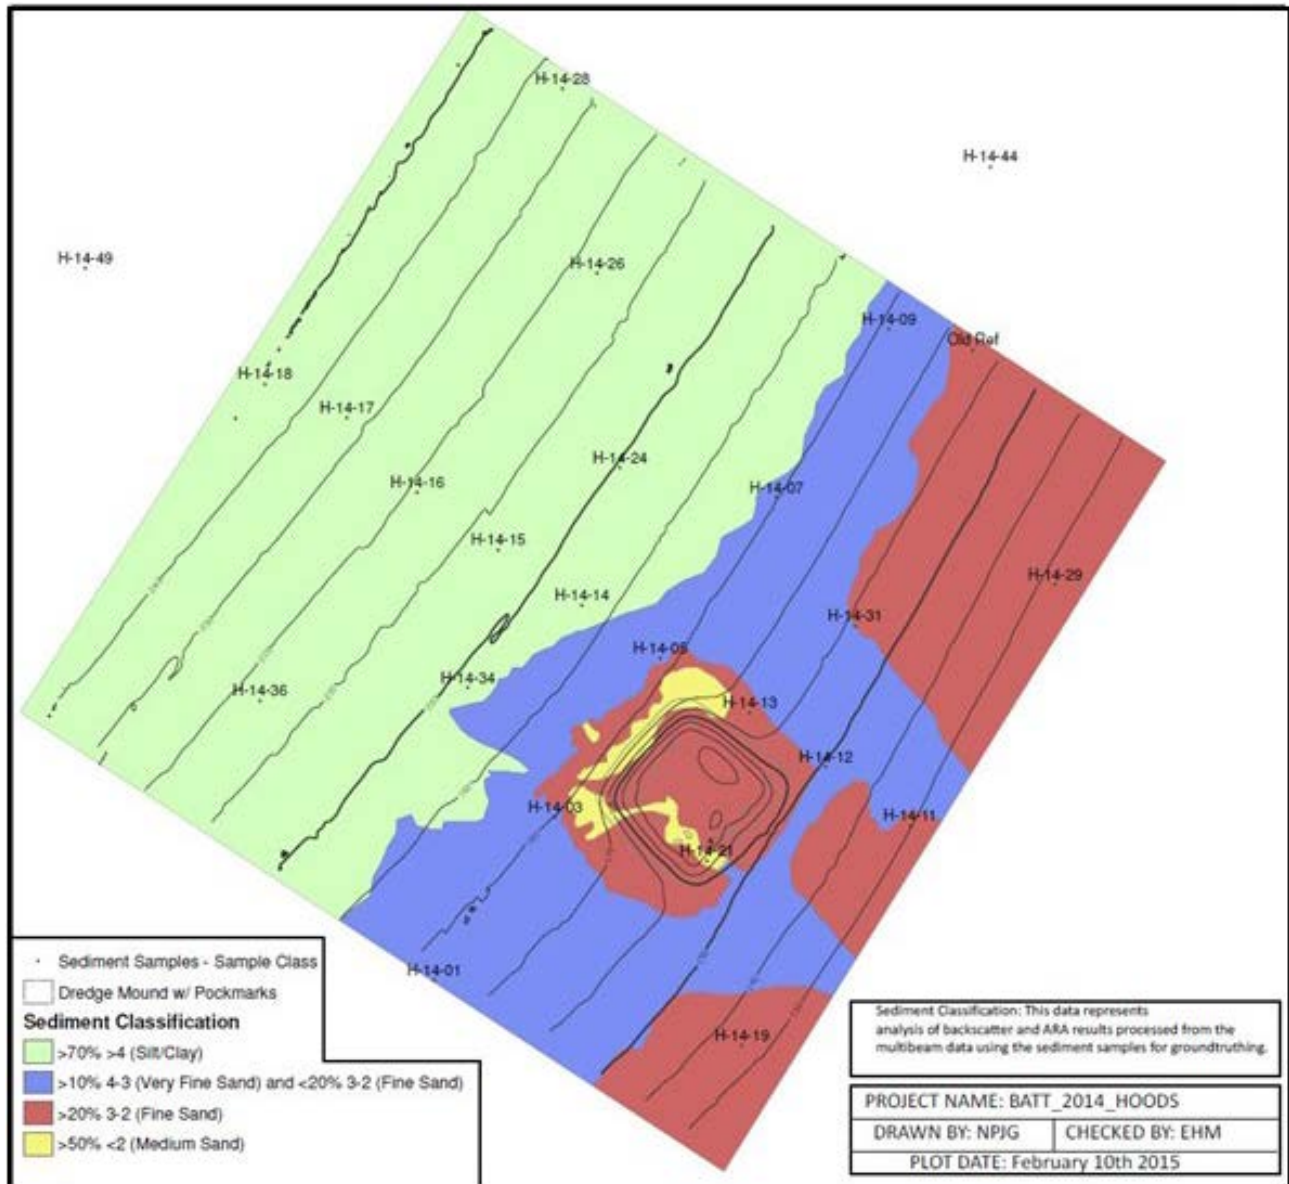 H-14-28
H-14-44
H-14-49
H-14-26
H-14-09
Old Ref
H-14-18
H-14-17
H-14-24
H-14-16
H-14-07
H-14-15
H-14-29
H-14-14
H-14-31
H-14-05
H-14-34
H-14-36
H-14-13
H-14-12
H-14-03
H-14-11
H-14-21
H-14-01
H-14-19
Sediment Samples - Sample Class
Dredge Mound w/ Pockmarks
Sediment Classification
>70% >4 (Silt/Clay)
>10% 4-3 (Very Fine Sand) and <20% 3-2 (Fine Sand)
>20% 3-2 (Fine Sand)
>50% <2 (Medium Sand)
Sediment Classification: This data represents
analysis of backscatter and ARA results processed from the
multibeam data using the sediment samples for groundtruthing.
PROJECT NAME: BATT_2014_HOODS
DRAWN BY: NPJG CHECKED BY: EHM
PLOT DATE: February 10th 2015